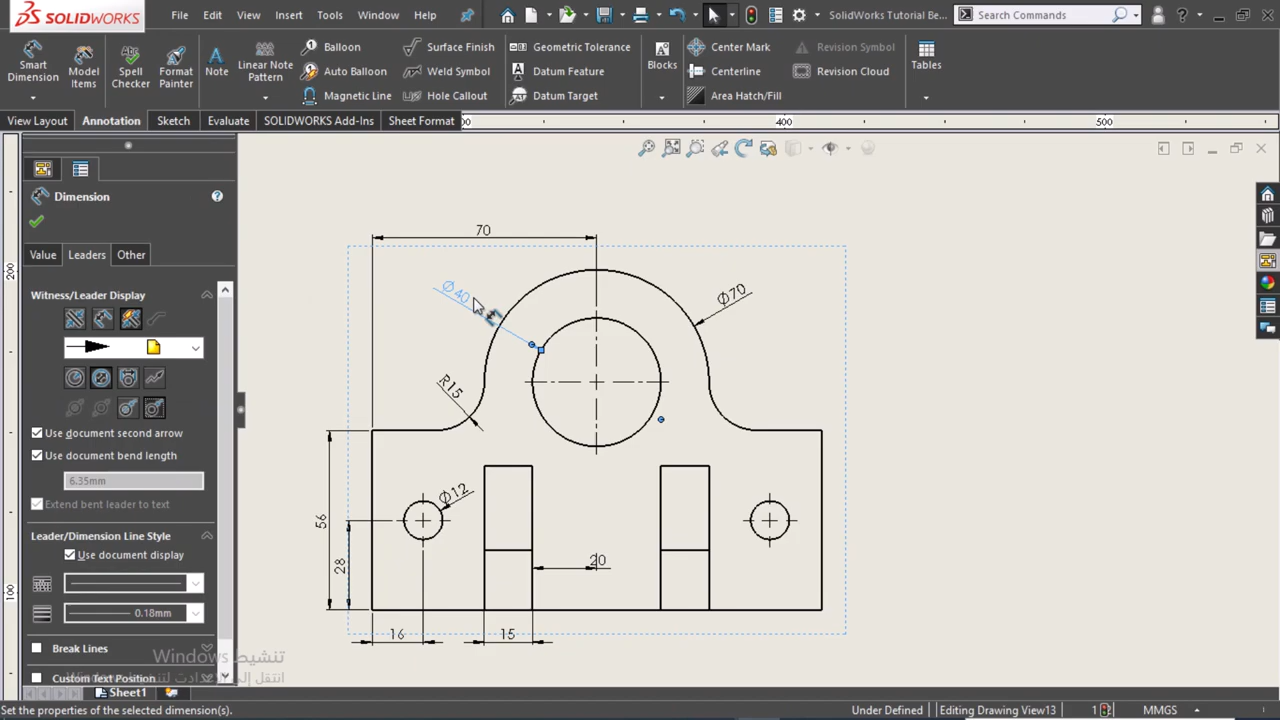 SOLIDWORKS
File
Edit
View
Insert
Tools
Window
Help
SolidWorks Tutorial Be...
Search Commands
?
Smart Dimension
Model Items
Spell Checker
Format Painter
Note
Linear Note Pattern
Balloon
Auto Balloon
Magnetic Line
Surface Finish
Weld Symbol
Hole Callout
Geometric Tolerance
Datum Feature
Datum Target
Blocks
Center Mark
Centerline
Area Hatch/Fill
Revision Symbol
Revision Cloud
Tables
View Layout
Annotation
Sketch
Evaluate
SOLIDWORKS Add-Ins
Sheet Format
400
500
Dimension
Value
Leaders
Other
Witness/Leader Display
Use document second arrow
Use document bend length
6.35mm
Extend bent leader to text
Leader/Dimension Line Style
Use document display
0.18mm
Break Lines
Custom Text Position
200
100
70
Ø40
Ø70
R15
Ø12
56
28
20
16
15
تنشيط Windows
Sheet1
Set the properties of the selected dimension(s).
Under Defined
Editing Drawing View13
MMGS